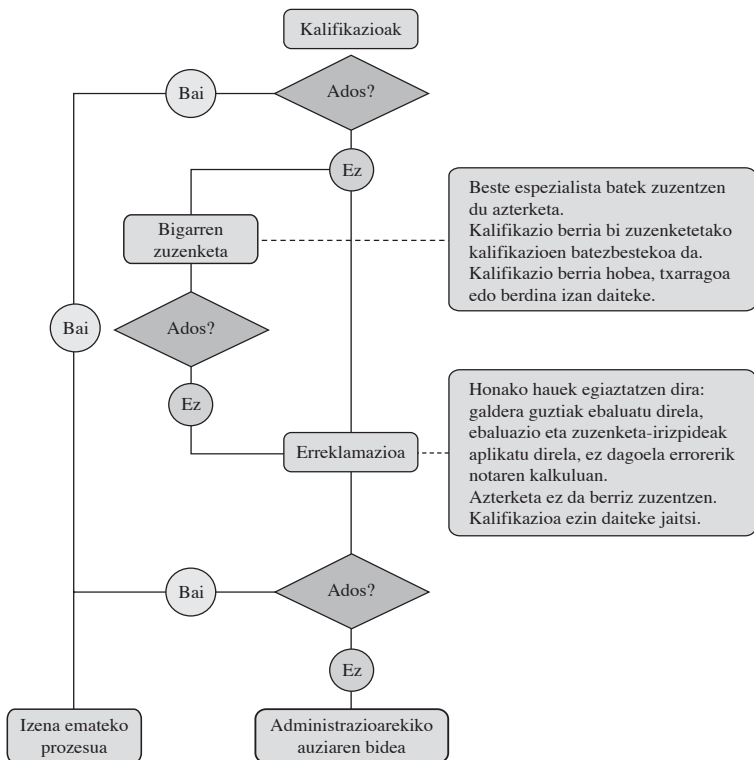 Kalifikazioak
Bai
Ados?
Ez
Bigarren
zuzenketa
Beste espezialista batek zuzentzen
du azterketa.
Kalifikazio berria bi zuzenketetako
kalifikazioen batezbestekoa da.
Kalifikazio berria hobea, txarragoa
edo berdina izan daiteke.
Bai
Ados?
Ez
Erreklamazioa
Honako hauek egiaztatzen dira:
galdera guztiak ebaluatu direla,
ebaluazio eta zuzenketa-irizpideak
aplikatu direla, ez dagoela errorerik
notaren kalkuluan.
Azterketa ez da berriz zuzentzen.
Kalifikazioa ezin daiteke jaitsi.
Bai
Ados?
Ez
Izena emateko
prozesua
Administrazioarekiko
auziaren bidea